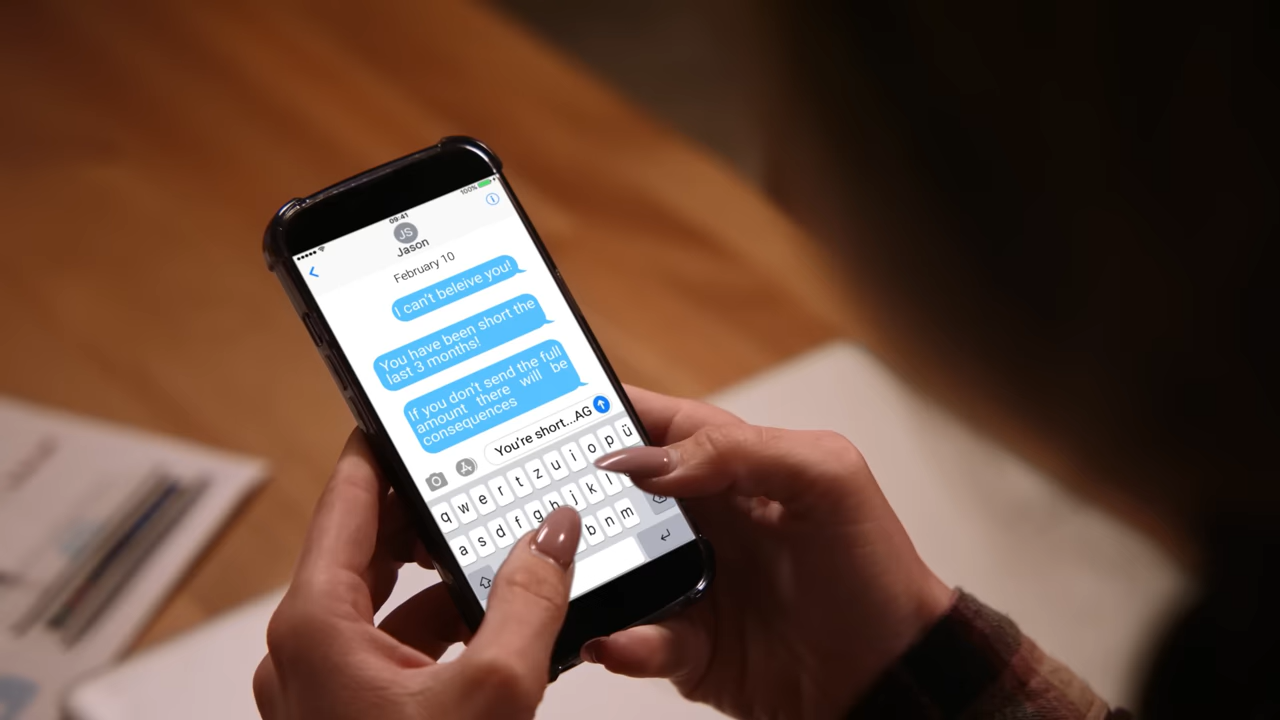 100%
09:41
JS
Jason
February 10
I can't beleive you!
You have been short the
last 3 months!
If you don't send the full
amount there will be
consequences
You're short...AG
q w e r t z u i o p ü
a s d f g h j k l
b n m